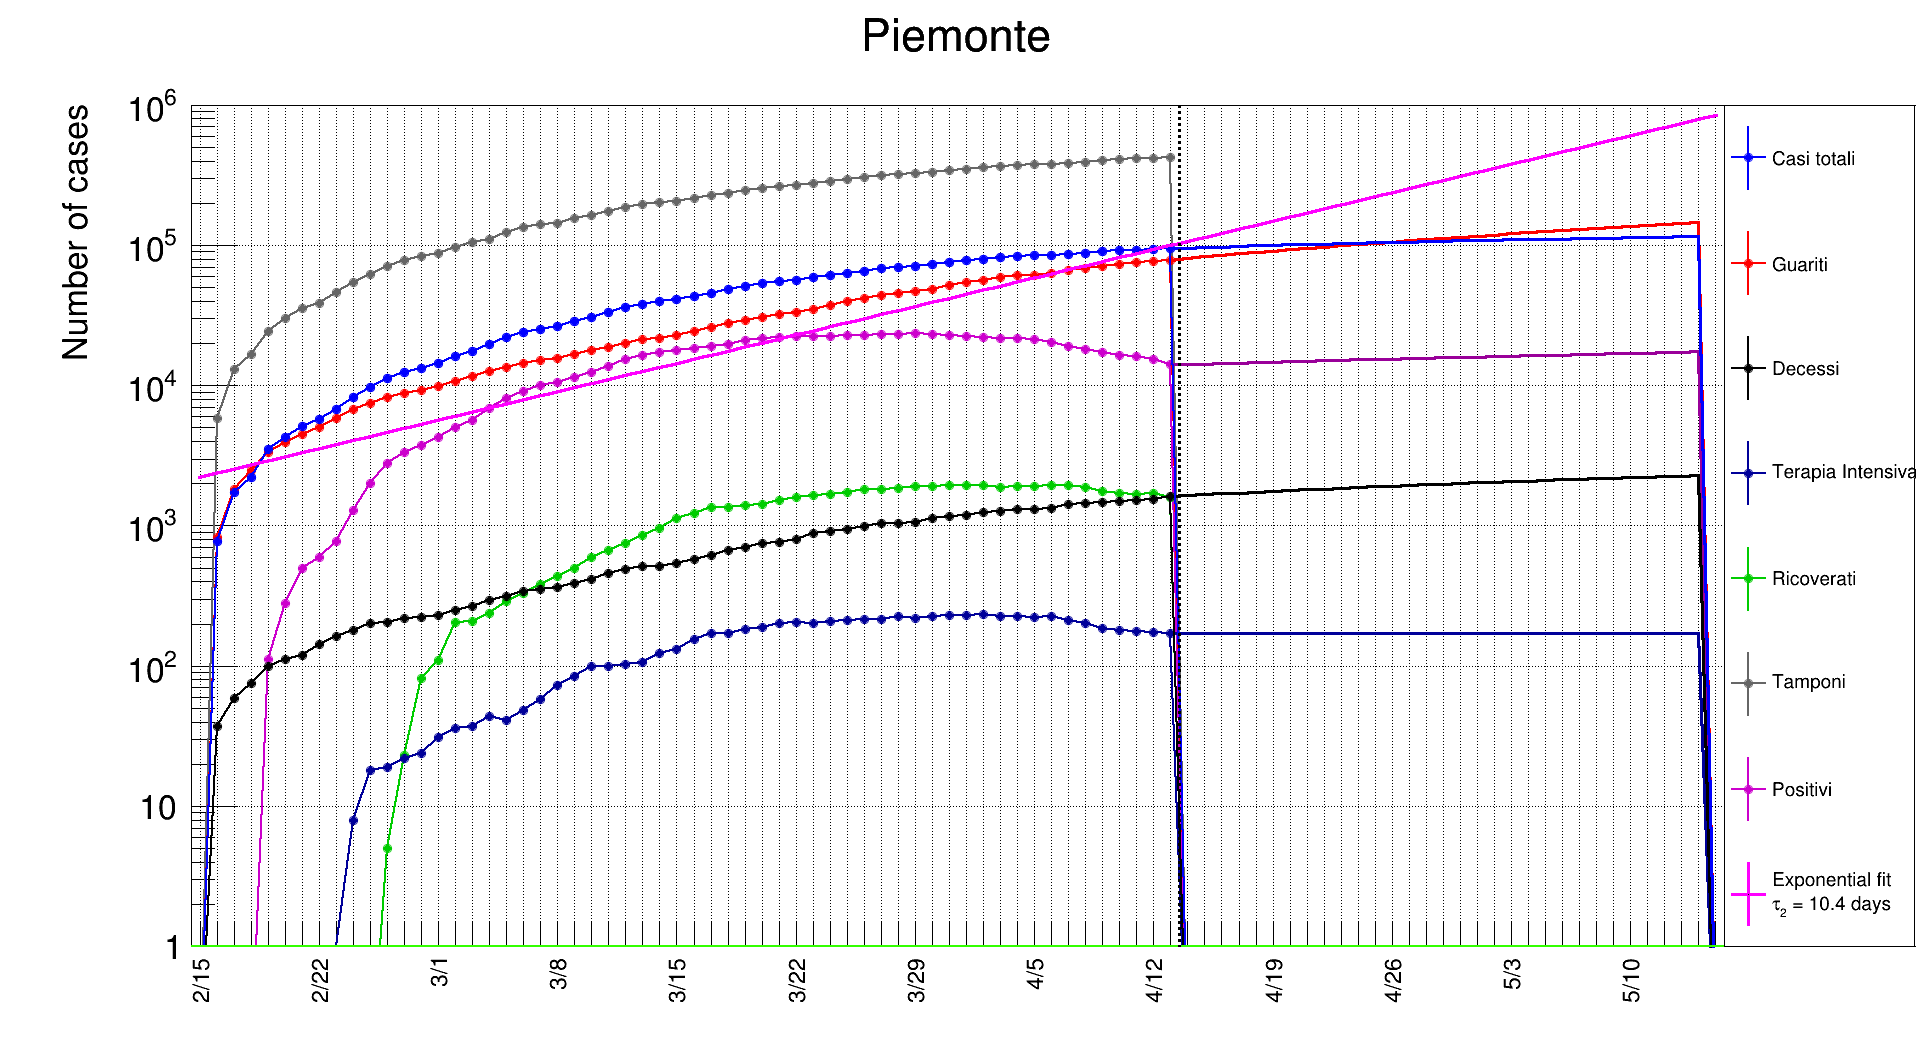 Piemonte
Number of cases
10^6
10^5
10^4
10^3
10^2
10
1
2/15
2/22
3/1
3/8
3/15
3/22
3/29
4/5
4/12
4/19
4/26
5/3
5/10
Casi totali
Guariti
Decessi
Terapia Intensiva
Ricoverati
Tamponi
Positivi
Exponential fit
τ_2 = 10.4 days